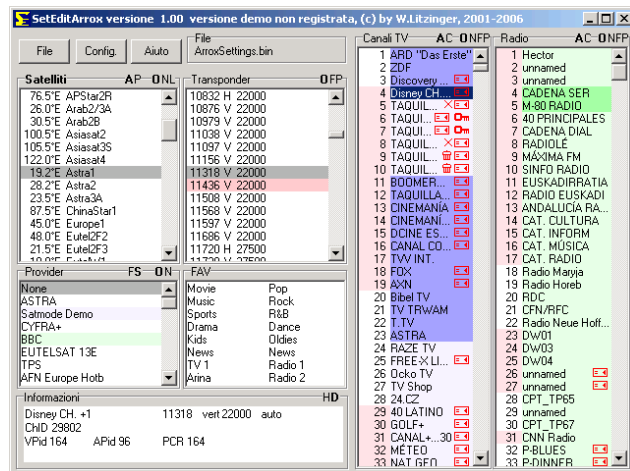 SetEditArrox versione 1.00 versione demo non registrata, (c) by W.Litzinger, 2001-2006
File
Config.
Aiuto
File
ArroxSettings.bin
Satelliti AP ONL
76.5°E APStar2R
26.0°E Arab2/3A
30.5°E Arab2B
100.5°E Asiasat2
105.5°E Asiasat3S
122.0°E Asiasat4
19.2°E Astra1
28.2°E Astra2
23.5°E Astra3A
87.5°E ChinaStar1
45.0°E Europe1
48.0°E Eutel2F2
21.5°E Eutel2F3
Transponder OFP
10832 H 22000
10876 V 22000
10979 V 22000
11038 V 22000
11097 V 22000
11156 V 22000
11318 V 22000
11436 V 22000
11508 V 22000
11568 V 22000
11597 V 22000
11686 V 22000
11720 H 27500
Provider FS ON
None
ASTRA
Satmode Demo
CYFRA+
BBC
EUTELSAT 13E
TPS
AFN Europe Hotb
FAV
Movie Pop
Music Rock
Sports R&B
Drama Dance
Kids Oldies
News News
TV 1 Radio 1
Arina Radio 2
Informazioni HD
Disney CH. +1 11318 vert 22000 auto
ChID 29802
VPid 164 APid 96 PCR 164
Canali TV AC ONFP
1 ARD "Das Erste"
2 ZDF
3 Discovery ...
4 Disney CH....
5 TAQUIL...
6 TAQUI...
7 TAQUI...
8 TAQUIL...
9 TAQUIL...
10 TAQUIL...
11 BOOMER...
12 TAQUILLA...
13 CINEMANÍA
14 CINEMANÍ...
15 DCINE ES...
16 CANAL CO...
17 TVV INT.
18 FOX
19 AXN
20 Bibel TV
21 TV TRWAM
22 T.TV
23 ASTRA
24 RAZE TV
25 FREE-X LI...
26 Ocko TV
27 TV Shop
28 24.CZ
29 40 LATINO
30 GOLF+
31 CANAL+...30
32 MÉTEO
33 NAT GEO
Radio AC ONFP
1 Hector
2 unnamed
3 unnamed
4 CADENA SER
5 M-80 RADIO
6 40 PRINCIPALES
7 CADENA DIAL
8 RADIOLÉ
9 MÁXIMA FM
10 SINFO RADIO
11 EUSKADIRRATIA
12 RADIO EUSKADI
13 ANDALUCÍA RA...
14 CAT. CULTURA
15 CAT. INFORM
16 CAT. MÚSICA
17 CAT. RADIO
18 Radio Maryja
19 Radio Horeb
20 RDC
21 CFN/RFC
22 Radio Neue Hoff...
23 DW01
24 DW03
25 DW04
26 unnamed
27 unnamed
28 CPT_TP65
29 unnamed
30 CPT_TP67
31 CNN Radio
32 P-BLUES
33 P-DINNER